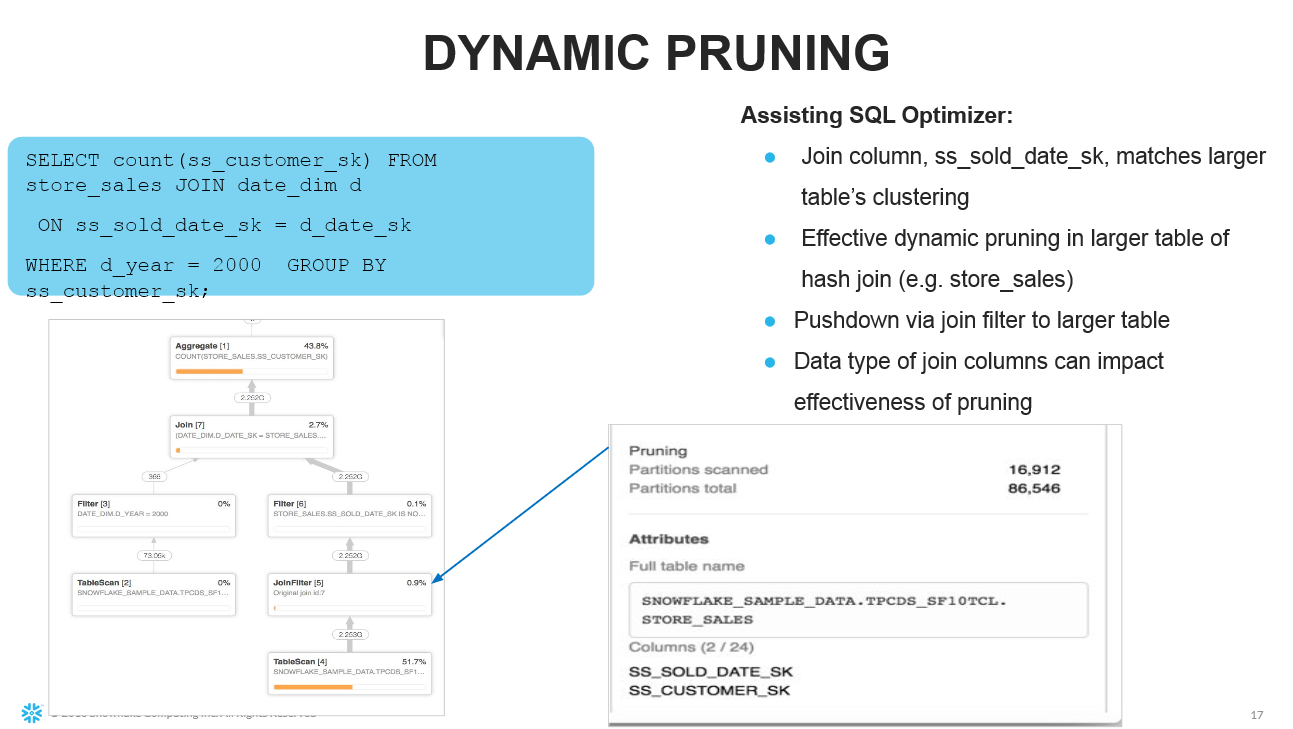 DYNAMIC PRUNING
SELECT count(ss_customer_sk) FROM
store_sales JOIN date_dim d
ON ss_sold_date_sk = d_date_sk
WHERE d_year = 2000 GROUP BY
ss_customer_sk;
Assisting SQL Optimizer:
● Join column, ss_sold_date_sk, matches larger
table's clustering
● Effective dynamic pruning in larger table of
hash join (e.g. store_sales)
● Pushdown via join filter to larger table
● Data type of join columns can impact
effectiveness of pruning
Aggregate [1] 43.8%
COUNT(STORE_SALES.SS_CUSTOMER_SK)
2.252G
Join [7] 2.7%
(DATE_DIM.D_DATE_SK = STORE_SALES....
366 2.252G
Filter [3] 0%
DATE_DIM.D_YEAR = 2000
Filter [6] 0.1%
STORE_SALES.SS_SOLD_DATE_SK IS NO...
73.05k 2.252G
TableScan [2] 0%
SNOWFLAKE_SAMPLE_DATA.TPCDS_SF1...
JoinFilter [5] 0.9%
Original join id:7
2.253G
TableScan [4] 51.7%
SNOWFLAKE_SAMPLE_DATA.TPCDS_SF1...
Pruning
Partitions scanned 16,912
Partitions total 86,546
Attributes
Full table name
SNOWFLAKE_SAMPLE_DATA.TPCDS_SF10TCL.
STORE_SALES
Columns (2 / 24)
SS_SOLD_DATE_SK
SS_CUSTOMER_SK
17